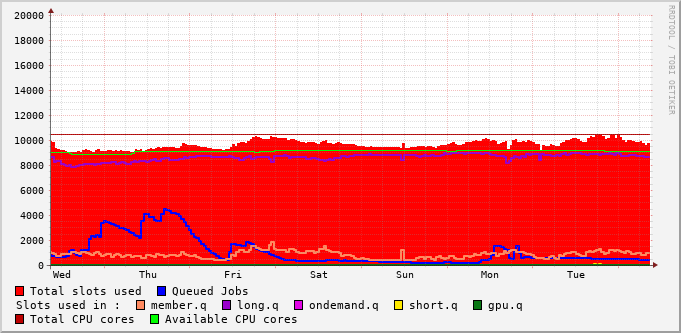 20000
18000
16000
14000
12000
10000
8000
6000
4000
2000
0
Wed Thu Fri Sat Sun Mon Tue
RRDTOOL / TOBI OETIKER
Total slots used Queued Jobs
Slots used in : member.q long.q ondemand.q short.q gpu.q
Total CPU cores Available CPU cores